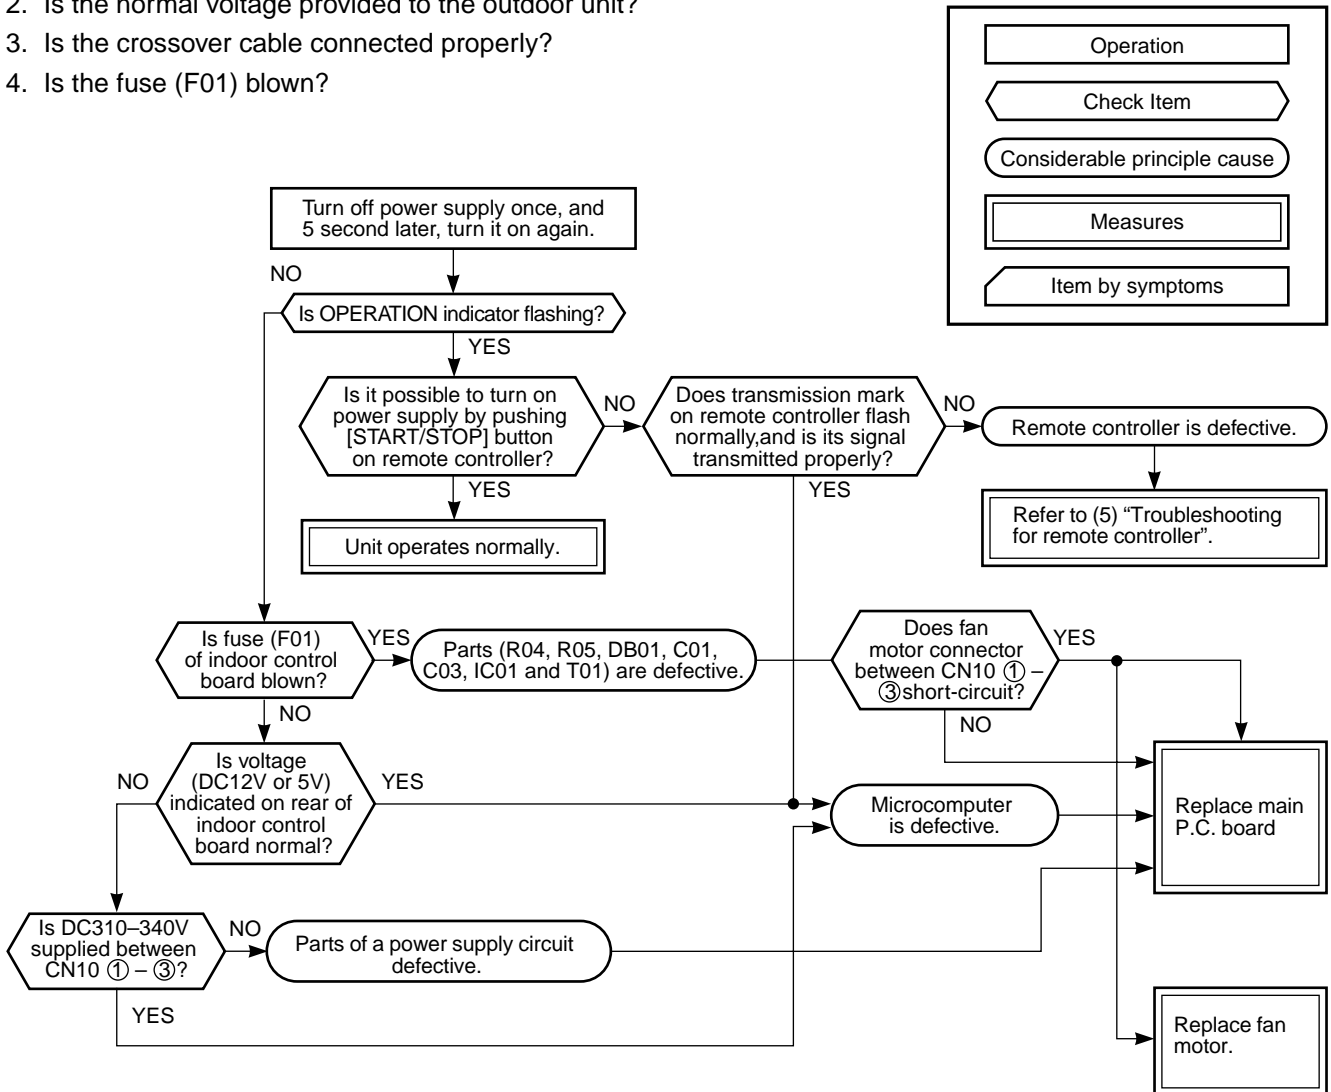 2. Is the normal voltage provided to the outdoor unit?
3. Is the crossover cable connected properly?
4. Is the fuse (F01) blown?
Operation
Check Item
Considerable principle cause
Measures
Item by symptoms
Turn off power supply once, and
5 second later, turn it on again.
NO
Is OPERATION indicator flashing?
YES
Is it possible to turn on
power supply by pushing
[START/STOP] button
on remote controller?
NO
Does transmission mark
on remote controller flash
normally,and is its signal
transmitted properly?
NO
Remote controller is defective.
YES
YES
Unit operates normally.
Refer to (5) “Troubleshooting
for remote controller”.
Is fuse (F01)
of indoor control
board blown?
YES
Parts (R04, R05, DB01, C01,
C03, IC01 and T01) are defective.
Does fan
motor connector
between CN10 ① –
③short-circuit?
YES
NO
NO
Is voltage
(DC12V or 5V)
indicated on rear of
indoor control
board normal?
NO
YES
Microcomputer
is defective.
Replace main
P.C. board
Is DC310–340V
supplied between
CN10 ① – ③?
NO
Parts of a power supply circuit
defective.
YES
Replace fan
motor.